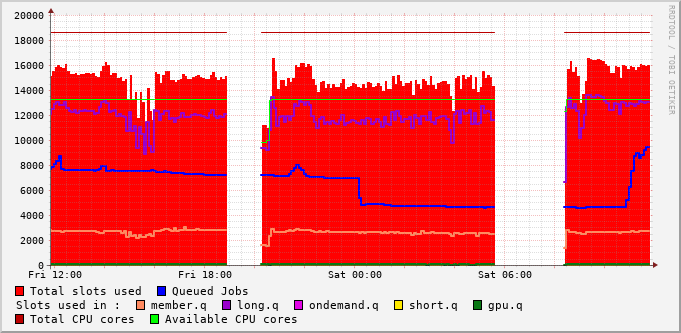 RRDTOOL / TOBI OETIKER
20000
18000
16000
14000
12000
10000
8000
6000
4000
2000
0
Fri 12:00 Fri 18:00 Sat 00:00 Sat 06:00
Total slots used Queued Jobs
Slots used in : member.q long.q ondemand.q short.q gpu.q
Total CPU cores Available CPU cores